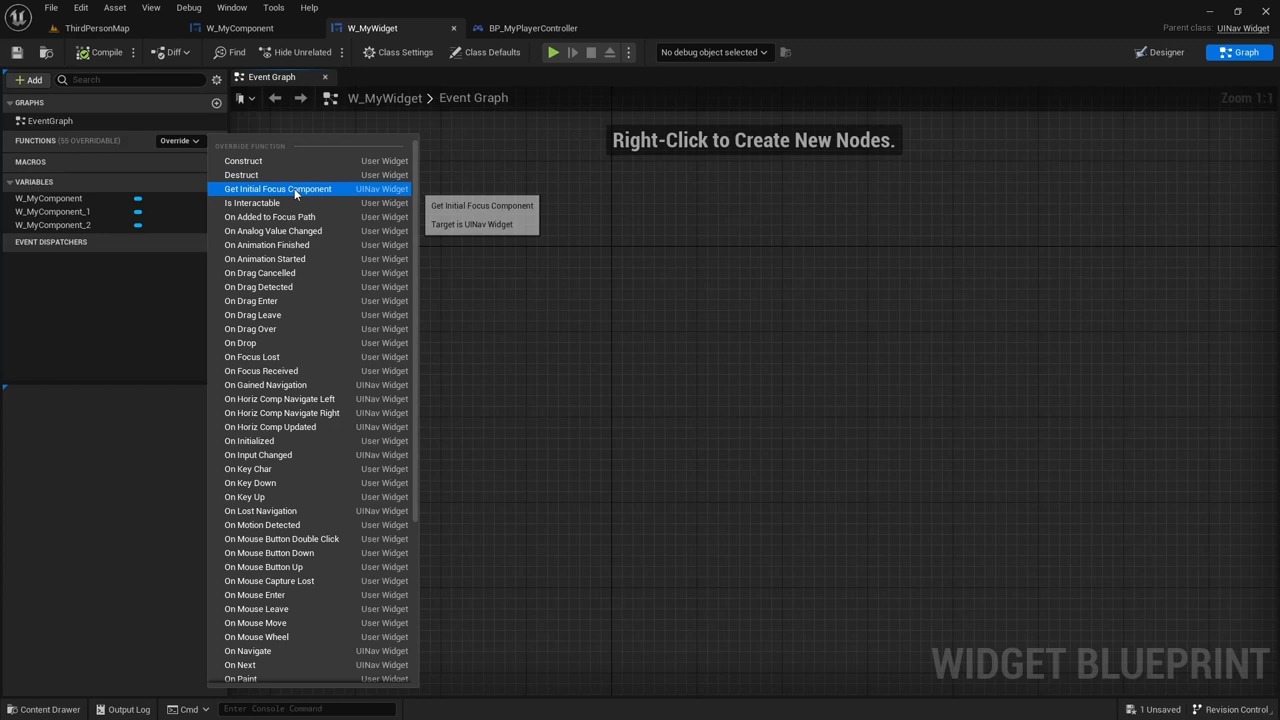 File Edit Asset View Debug Window Tools Help
ThirdPersonMap W_MyComponent W_MyWidget BP_MyPlayerController Parent class: UINav Widget
Compile Diff Find Hide Unrelated Class Settings Class Defaults No debug object selected Designer Graph
Add Search Event Graph
GRAPHS W_MyWidget > Event Graph Zoom 1:1
EventGraph
FUNCTIONS (55 OVERRIDABLE) Override Right-Click to Create New Nodes.
MACROS
VARIABLES
W_MyComponent
W_MyComponent_1
W_MyComponent_2
EVENT DISPATCHERS
OVERRIDE FUNCTION
Construct User Widget
Destruct User Widget
Get Initial Focus Component UINav Widget
Is Interactable User Widget
On Added to Focus Path User Widget
On Analog Value Changed User Widget
On Animation Finished User Widget
On Animation Started User Widget
On Drag Cancelled User Widget
On Drag Detected User Widget
On Drag Enter User Widget
On Drag Leave User Widget
On Drag Over User Widget
On Drop User Widget
On Focus Lost User Widget
On Focus Received User Widget
On Gained Navigation UINav Widget
On Horiz Comp Navigate Left UINav Widget
On Horiz Comp Navigate Right UINav Widget
On Horiz Comp Updated UINav Widget
On Initialized User Widget
On Input Changed UINav Widget
On Key Char User Widget
On Key Down User Widget
On Key Up User Widget
On Lost Navigation UINav Widget
On Motion Detected User Widget
On Mouse Button Double Click User Widget
On Mouse Button Down User Widget
On Mouse Button Up User Widget
On Mouse Capture Lost User Widget
On Mouse Enter User Widget
On Mouse Leave User Widget
On Mouse Move User Widget
On Mouse Wheel User Widget
On Navigate UINav Widget
On Next UINav Widget
On Paint User Widget
Get Initial Focus Component
Target is UINav Widget
WIDGET BLUEPRINT
Content Drawer Output Log Cmd Enter Console Command 1 Unsaved Revision Control